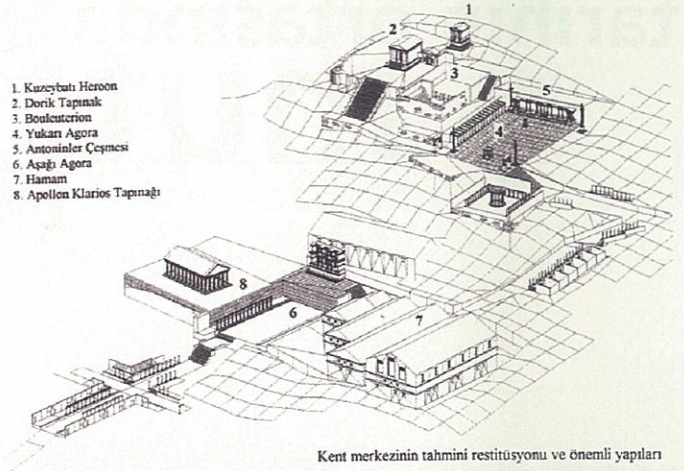 1. Kuzeybatı Heroon
2. Dorik Tapınak
3. Bouleuterion
4. Yukarı Agora
5. Antoninler Çeşmesi
6. Aşağı Agora
7. Hamam
8. Apollon Klarios Tapınağı
1
2
3
5
4
8
6
7
Kent merkezinin tahmini restitüsyonu ve önemli yapıları